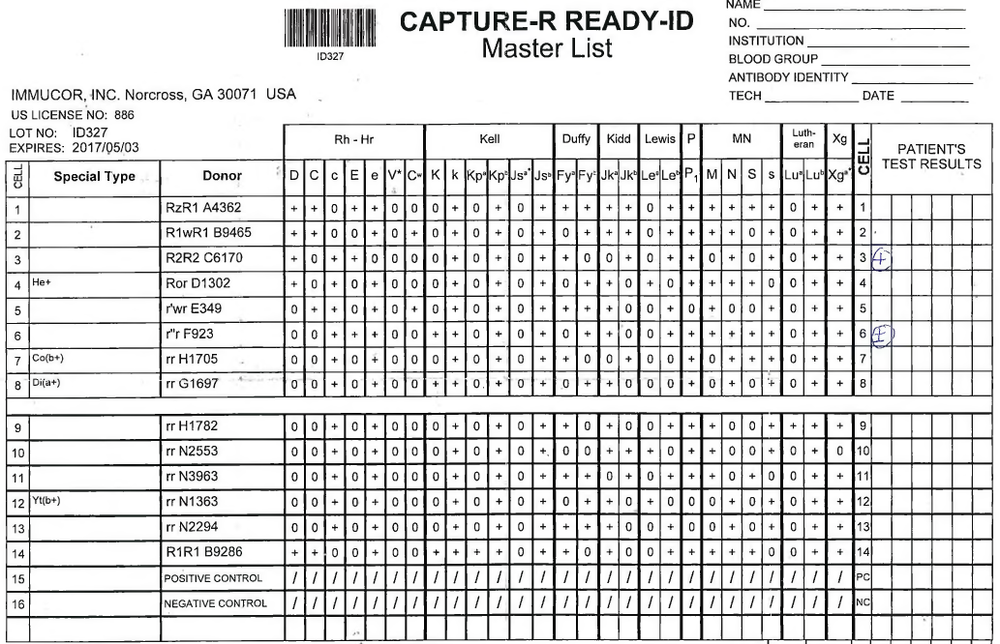 ID327
CAPTURE-R READY-ID
Master List
NAME
NO.
INSTITUTION
BLOOD GROUP
ANTIBODY IDENTITY
TECH DATE
IMMUCOR, INC. Norcross, GA 30071 USA
US LICENSE NO: 886
LOT NO: ID327
EXPIRES: 2017/05/03
Rh - Hr Kell Duffy Kidd Lewis P MN Luth-eran Xg CELL PATIENT'S TEST RESULTS
CELL Special Type Donor D C c E e V* Cʷ K k Kpᵃ Kpᵇ Jsᵃ* Jsᵇ Fyᵃ Fyᵇ Jkᵃ Jkᵇ Leᵃ Leᵇ P₁ M N S s Luᵃ Luᵇ Xgᵃ*
1 RzR1 A4362 + + 0 + + 0 0 0 + 0 + 0 + + + + + 0 + + + + + + 0 + + 1
2 R1wR1 B9465 + + 0 0 + 0 + 0 + 0 + 0 + + 0 + + 0 + + + + 0 + 0 + + 2
3 R2R2 C6170 + 0 + + 0 0 0 0 + 0 + 0 + + 0 0 + 0 + + 0 + 0 + 0 + + 3 +
4 He+ Ror D1302 + 0 + 0 + 0 0 0 + 0 + 0 + 0 + + 0 + 0 + + + + 0 0 + + 4
5 r'wr E349 0 + + 0 + 0 + 0 + 0 + 0 + 0 + + 0 + 0 0 + 0 0 + 0 + + 5
6 r"r F923 0 0 + + + 0 0 + + 0 + 0 + + 0 + 0 0 + + 0 + 0 + 0 + + 6 ±
7 Co(b+) rr H1705 0 0 + 0 + 0 0 0 + 0 + 0 + 0 + + 0 0 + 0 + 0 + 0 0 + + 7
8 Di(a+) rr G1697 0 0 + 0 + 0 0 + + 0 + 0 + + 0 0 + 0 0 + + 0 0 + 0 + + 8
9 rr H1782 0 0 + 0 + 0 0 0 + 0 + 0 + + 0 0 + 0 + + + 0 0 + + + + 9
10 rr N2553 0 0 + 0 + 0 0 0 + 0 + 0 + 0 0 + 0 + 0 + + 0 0 + 0 + 0 10
11 rr N3963 0 0 + 0 + 0 0 0 + 0 + 0 + + + 0 + 0 + + + 0 + 0 0 + + 11
12 Yt(b+) rr N1363 0 0 + 0 + 0 0 0 + 0 + 0 + 0 + + 0 + 0 0 + + 0 + 0 + + 12
13 rr N2294 0 0 + 0 + 0 0 0 + 0 + 0 + 0 + + 0 0 + 0 0 + 0 + 0 + + 13
14 R1R1 B9286 + + 0 0 + 0 0 + + + + 0 + + 0 + 0 0 + + + + + 0 0 + + 14
15 POSITIVE CONTROL / / / / / / / / / / / / / / / / / / / / / / / / / / / PC
16 NEGATIVE CONTROL / / / / / / / / / / / / / / / / / / / / / / / / / / / NC